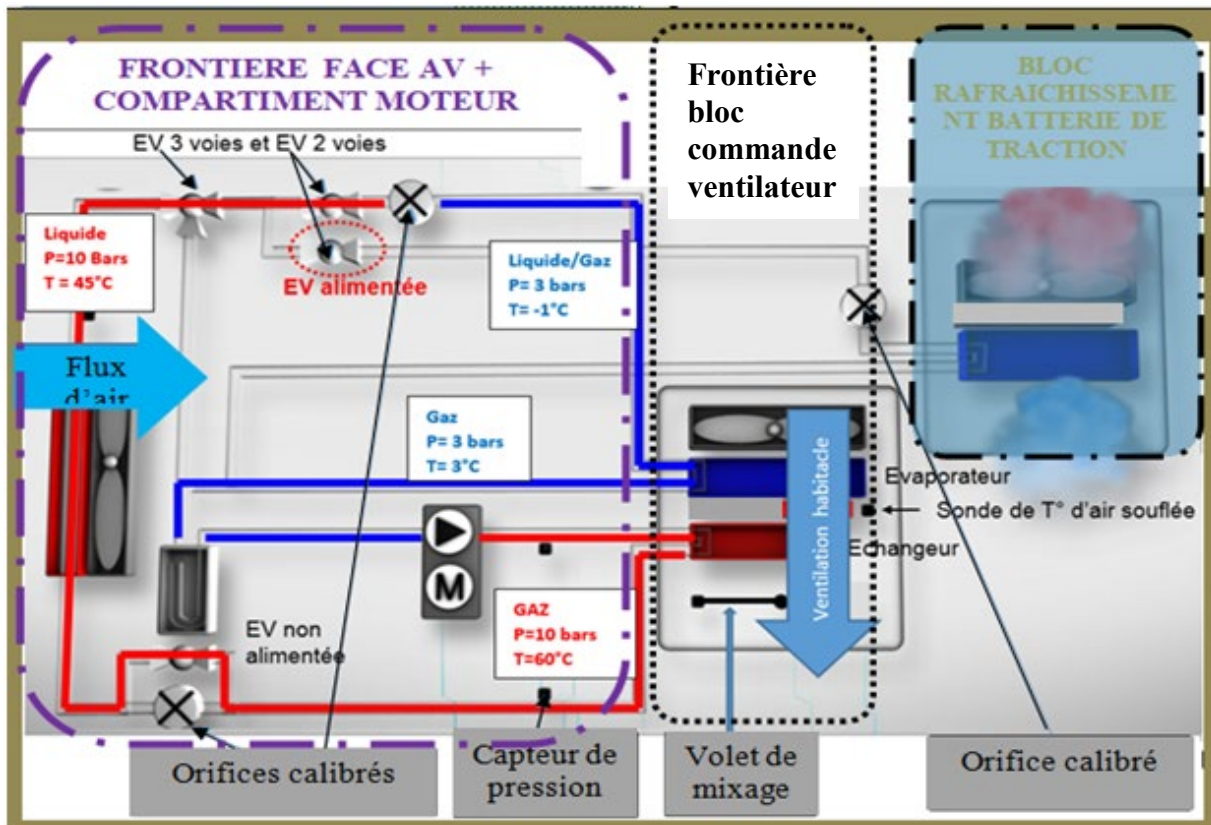 FRONTIERE FACE AV +
COMPARTIMENT MOTEUR
EV 3 voies et EV 2 voies
Liquide
P=10 Bars
T = 45°C
EV alimentée
Liquide/Gaz
P= 3 bars
T= -1°C
Flux
d'air
Gaz
P= 3 bars
T= 3°C
M
GAZ
P=10 bars
T=60°C
EV non
alimentée
Frontière
bloc
commande
ventilateur
BLOC
RAFRAICHISSEME
NT BATTERIE DE
TRACTION
Evaporateur
Sonde de T° d'air souflée
Echangeur
Ventilation habitacle
Orifices calibrés
Capteur de
pression
Volet de
mixage
Orifice calibré